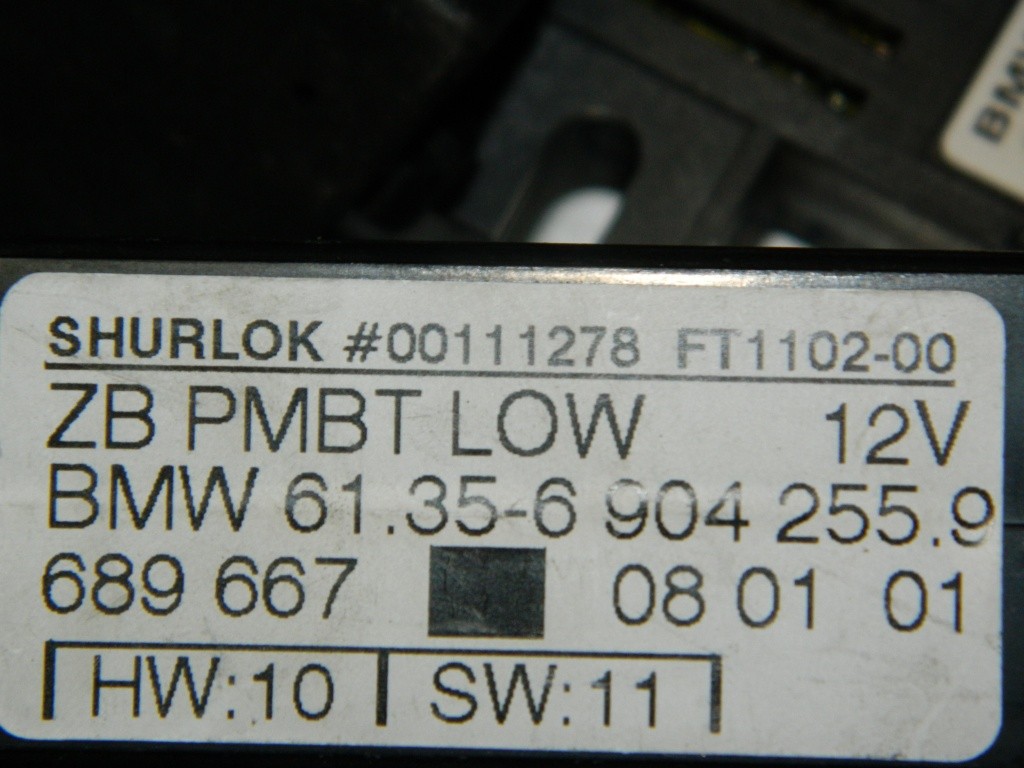 SHURLOK #00111278 FT1102-00
ZB PMBT LOW 12V
BMW 61.35-6 904 255.9
689 667 08 01 01
HW:10 SW:11